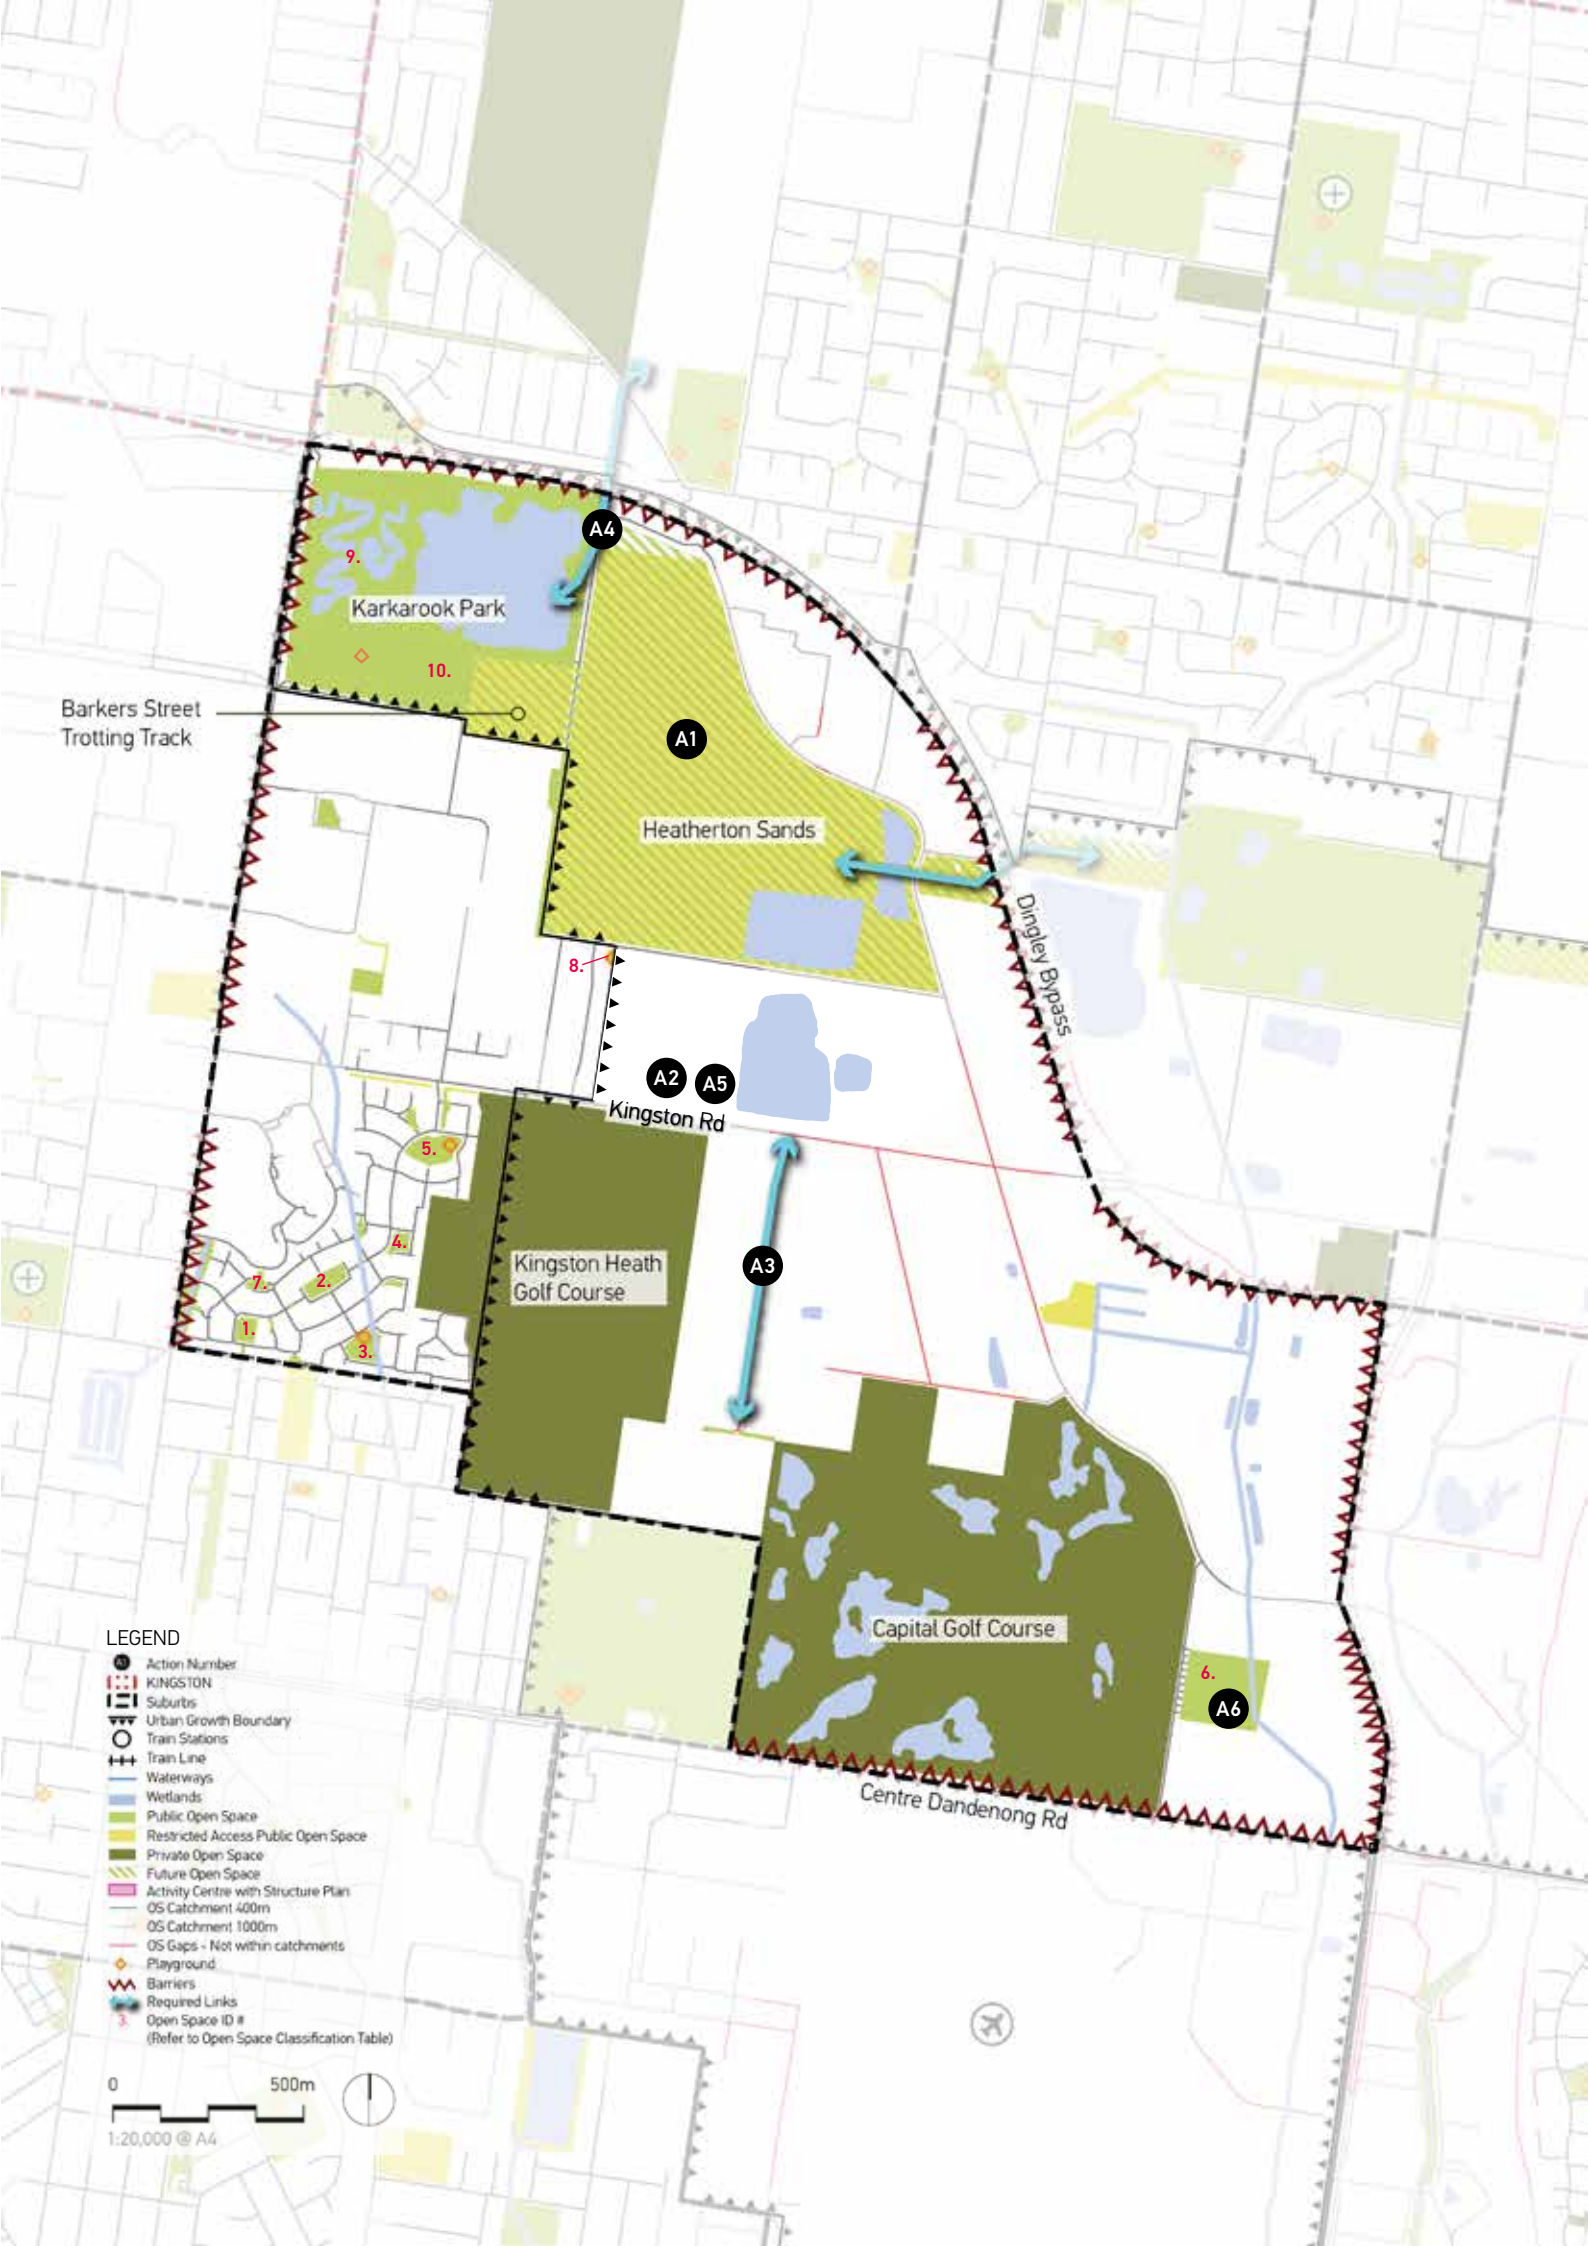 A4
9.
Karkarook Park
10.
Barkers Street
Trotting Track
A1
Heatherton Sands
Dingley Bypass
8.
A2
A5
Kingston Rd
5.
4.
Kingston Heath
Golf Course
A3
7.
2.
1.
3.
Capital Golf Course
6.
A6
Centre Dandenong Rd
LEGEND
Action Number
KINGSTON
Suburbs
Urban Growth Boundary
Train Stations
Train Line
Waterways
Wetlands
Public Open Space
Restricted Access Public Open Space
Private Open Space
Future Open Space
Activity Centre with Structure Plan
OS Catchment 400m
OS Catchment 1000m
OS Gaps - Not within catchments
Playground
Barriers
Required Links
3. Open Space ID #
(Refer to Open Space Classification Table)
0 500m
1:20,000 @ A4